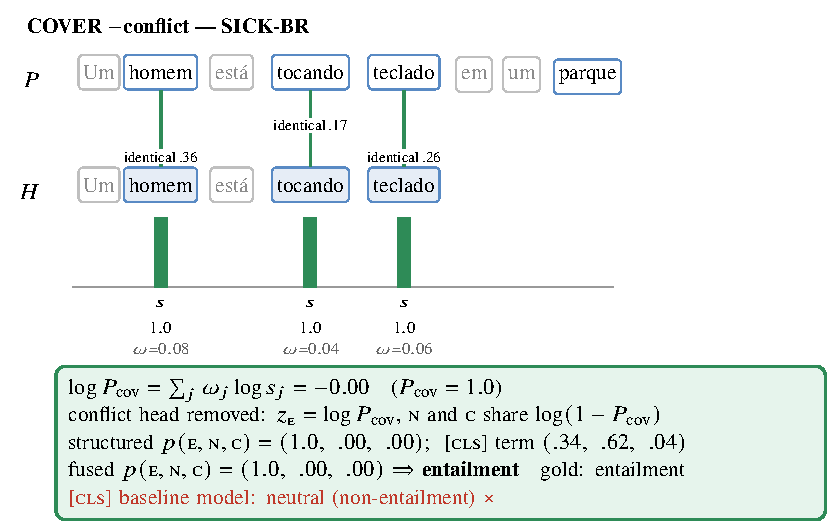 COVER −conflict — SICK-BR
P Um homem está tocando teclado em um parque
identical .17
identical .36 identical .26
H Um homem está tocando teclado
s s s
1.0 1.0 1.0
ω=0.08 ω=0.04 ω=0.06
log P_cov = ∑_j ω_j log s_j = −0.00 (P_cov = 1.0)
conflict head removed: z_E = log P_cov, N and C share log(1 − P_cov)
structured p(E, N, C) = (1.0, .00, .00); [CLS] term (.34, .62, .04)
fused p(E, N, C) = (1.0, .00, .00) ⟹ entailment gold: entailment
[CLS] baseline model: neutral (non-entailment) ×